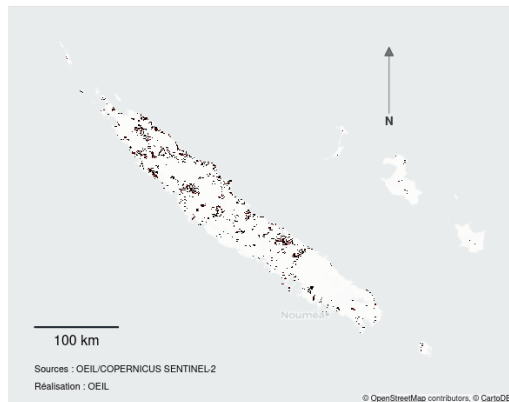 N
Nouméa
100 km
Sources : OEIL/COPERNICUS SENTINEL-2
Réalisation : OEIL
© OpenStreetMap contributors, © CartoDB